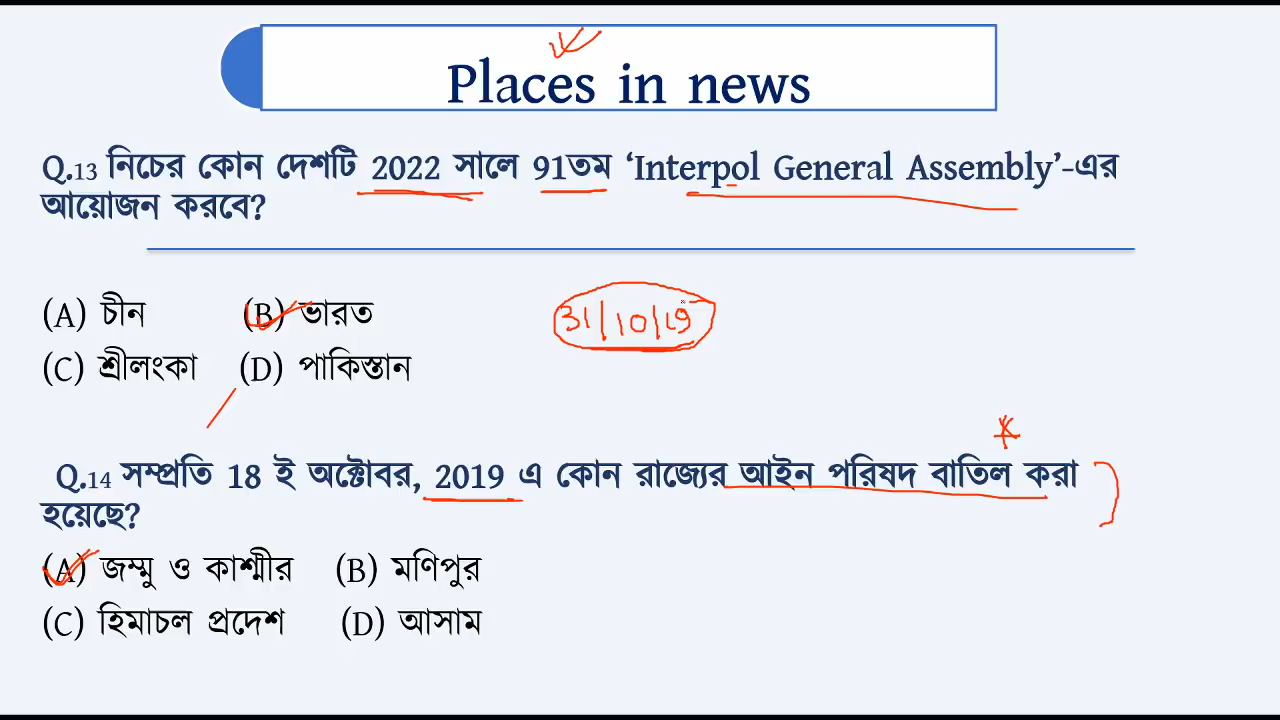 Places in news
Q.13 নিচের কোন দেশটি 2022 সালে 91তম ‘Interpol General Assembly’-এর
আয়োজন করবে?
(A) চীন (B) ভারত
31/10/19
(C) শ্রীলংকা (D) পাকিস্তান
Q.14 সম্প্রতি 18 ই অক্টোবর, 2019 এ কোন রাজ্যের আইন পরিষদ বাতিল করা
হয়েছে?
(A) জম্মু ও কাশ্মীর (B) মণিপুর
(C) হিমাচল প্রদেশ (D) আসাম